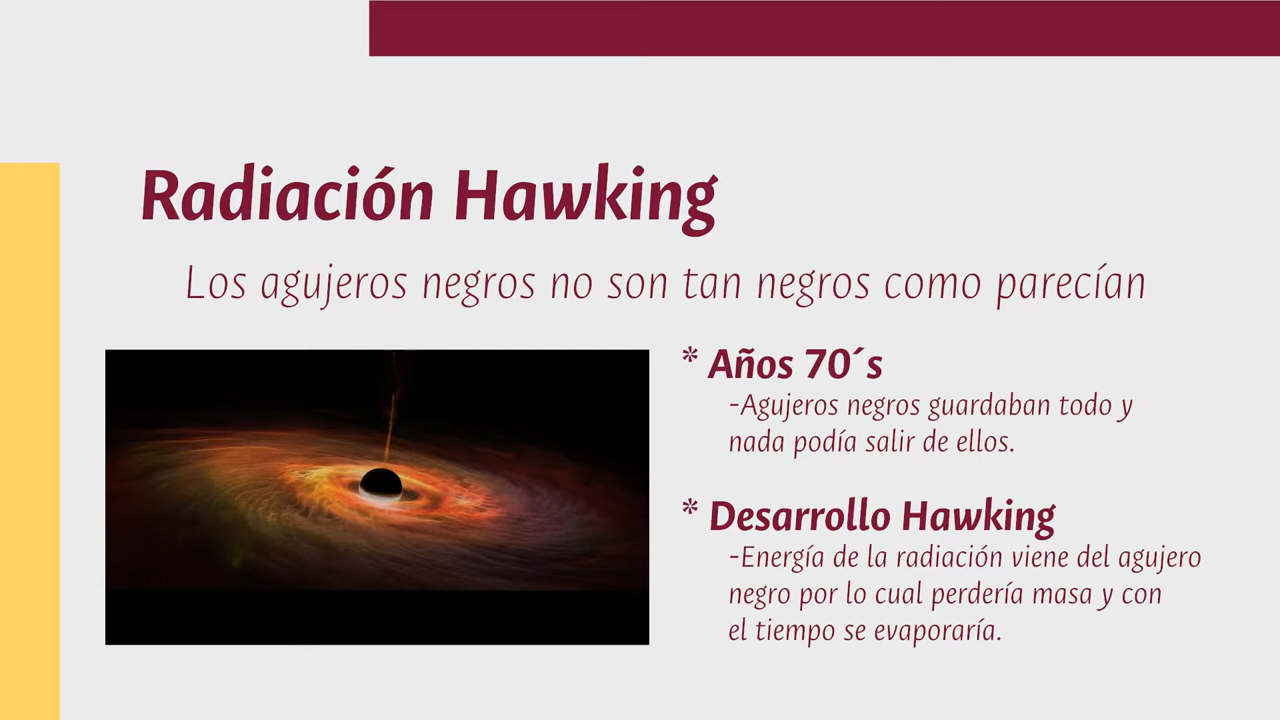 Radiación Hawking
Los agujeros negros no son tan negros como parecían
* Años 70´s
-Agujeros negros guardaban todo y
nada podía salir de ellos.
* Desarrollo Hawking
-Energía de la radiación viene del agujero
negro por lo cual perdería masa y con
el tiempo se evaporaría.